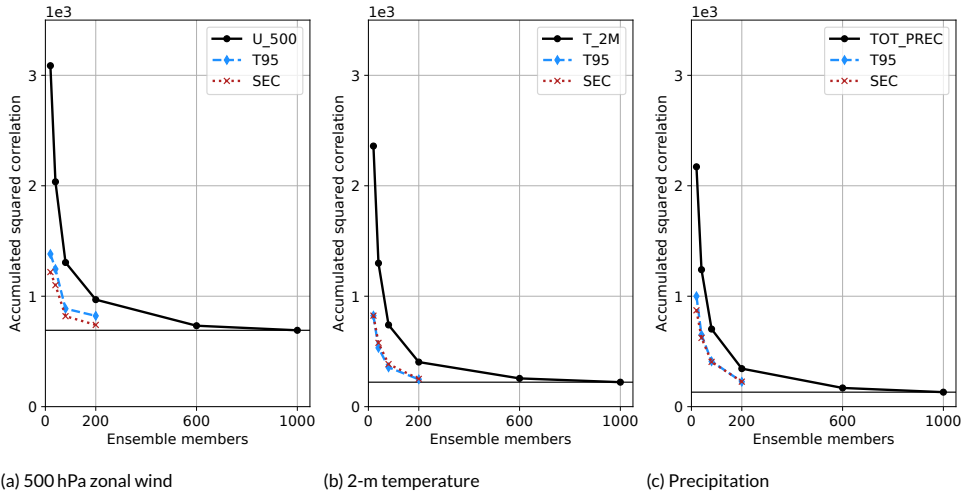 1e3
Accumulated squared correlation
3
2
1
0
0
200
600
1000
Ensemble members
U_500
T95
SEC
(a) 500 hPa zonal wind
1e3
Accumulated squared correlation
3
2
1
0
0
200
600
1000
Ensemble members
T_2M
T95
SEC
(b) 2-m temperature
1e3
Accumulated squared correlation
3
2
1
0
0
200
600
1000
Ensemble members
TOT_PREC
T95
SEC
(c) Precipitation